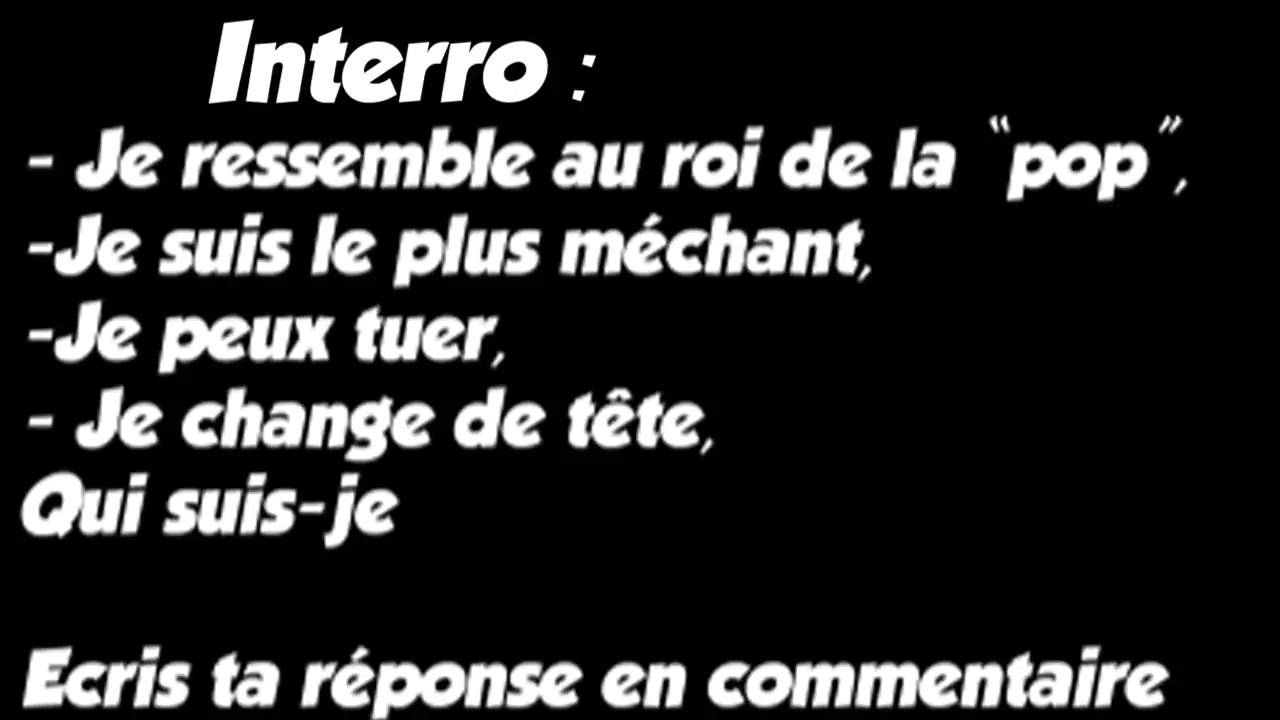 Interro :
- Je ressemble au roi de la "pop",
-Je suis le plus méchant,
-Je peux tuer,
- Je change de tête,
Qui suis-je
Ecris ta réponse en commentaire